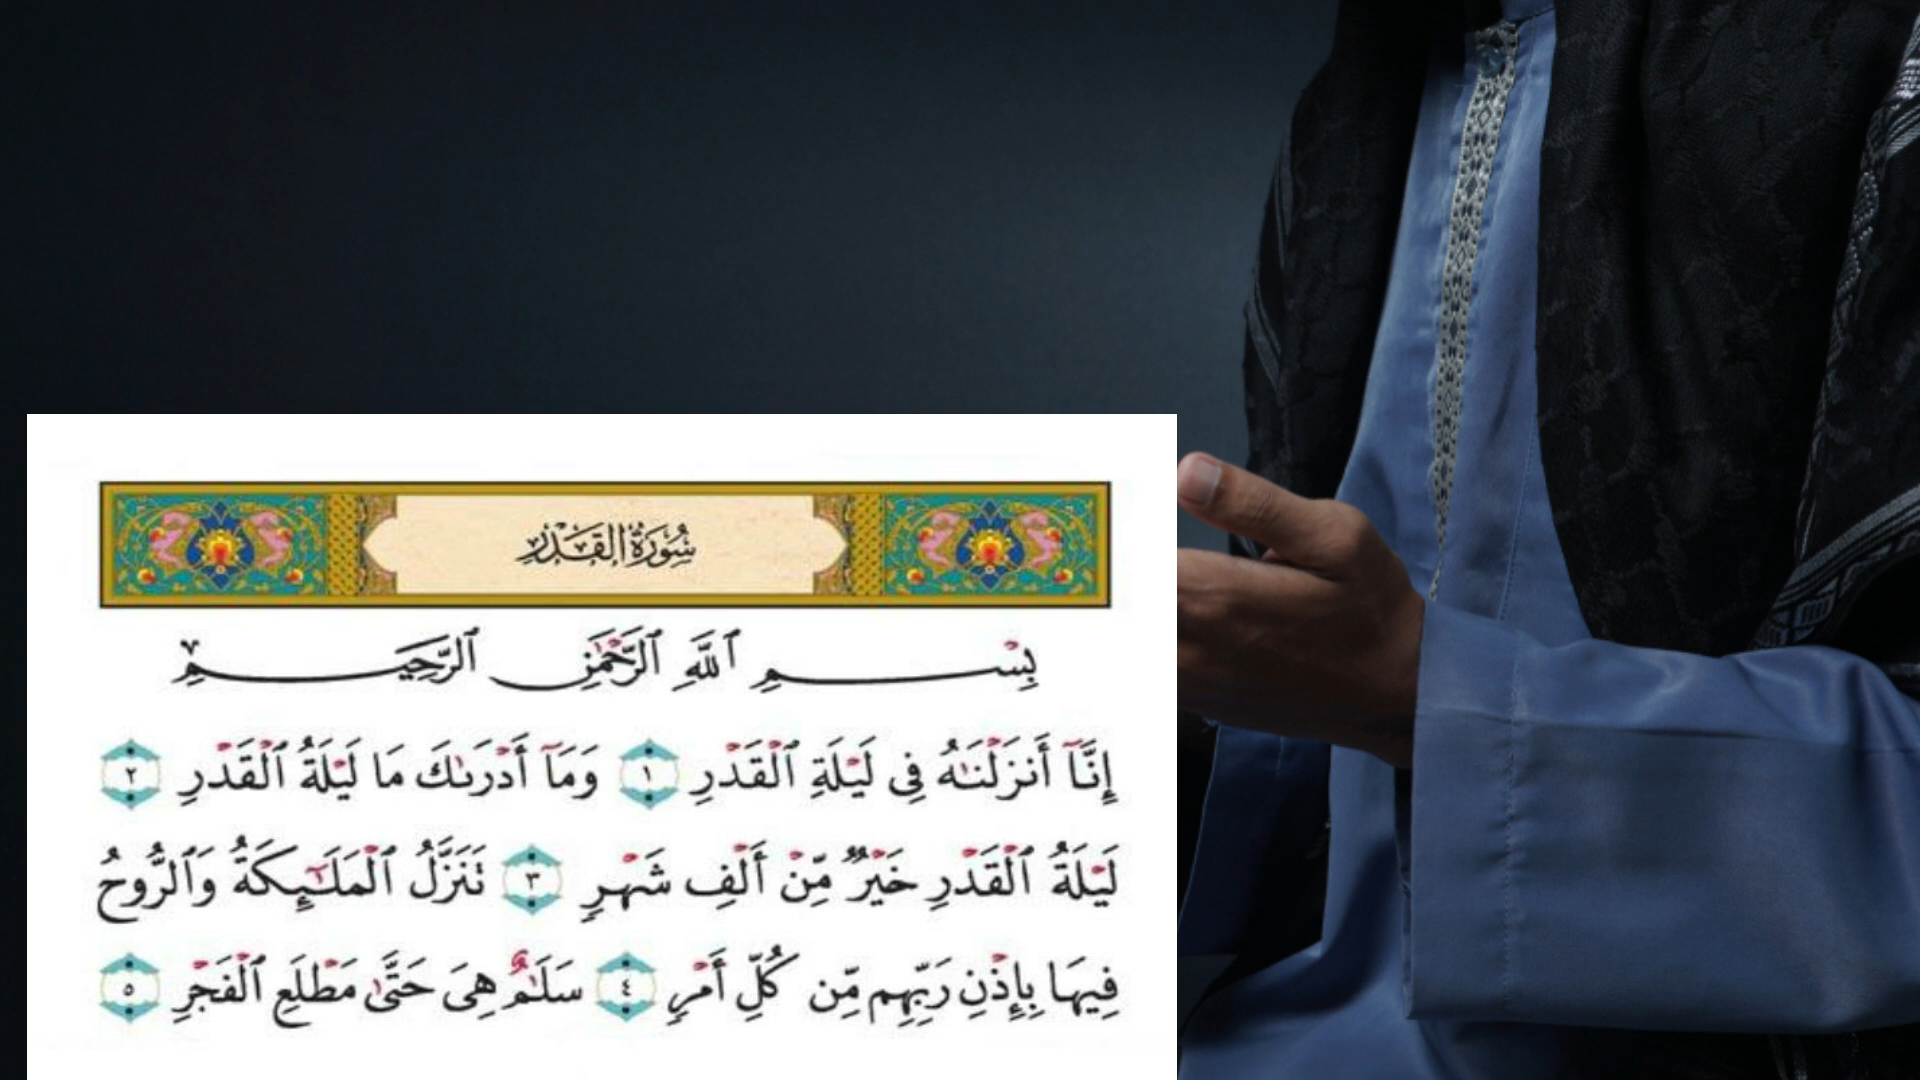 سُورَةُ الْقَدْرِ
بِسْمِ ٱللَّهِ ٱلرَّحْمَٰنِ ٱلرَّحِيمِ
إِنَّآ أَنزَلْنَٰهُ فِى لَيْلَةِ ٱلْقَدْرِ ١ وَمَآ أَدْرَىٰكَ مَا لَيْلَةُ ٱلْقَدْرِ ٢
لَيْلَةُ ٱلْقَدْرِ خَيْرٌ مِّنْ أَلْفِ شَهْرٍ ٣ تَنَزَّلُ ٱلْمَلَٰٓئِكَةُ وَٱلرُّوحُ
فِيهَا بِإِذْنِ رَبِّهِم مِّن كُلِّ أَمْرٍ ٤ سَلَٰمٌ هِىَ حَتَّىٰ مَطْلَعِ ٱلْفَجْرِ ٥